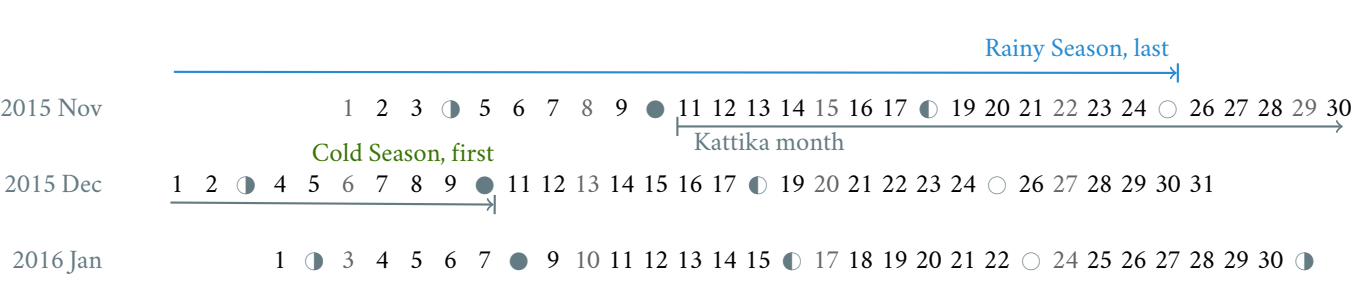 Rainy Season, last
2015 Nov 1 2 3 ◑ 5 6 7 8 9 ● 11 12 13 14 15 16 17 ◐ 19 20 21 22 23 24 ○ 26 27 28 29 30
Kattika month
Cold Season, first
2015 Dec 1 2 ◑ 4 5 6 7 8 9 ● 11 12 13 14 15 16 17 ◐ 19 20 21 22 23 24 ○ 26 27 28 29 30 31
2016 Jan 1 ◑ 3 4 5 6 7 ● 9 10 11 12 13 14 15 ◐ 17 18 19 20 21 22 ○ 24 25 26 27 28 29 30 ◑